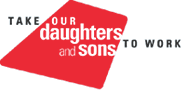 TAKE OUR
daughters
and sons
TO WORK